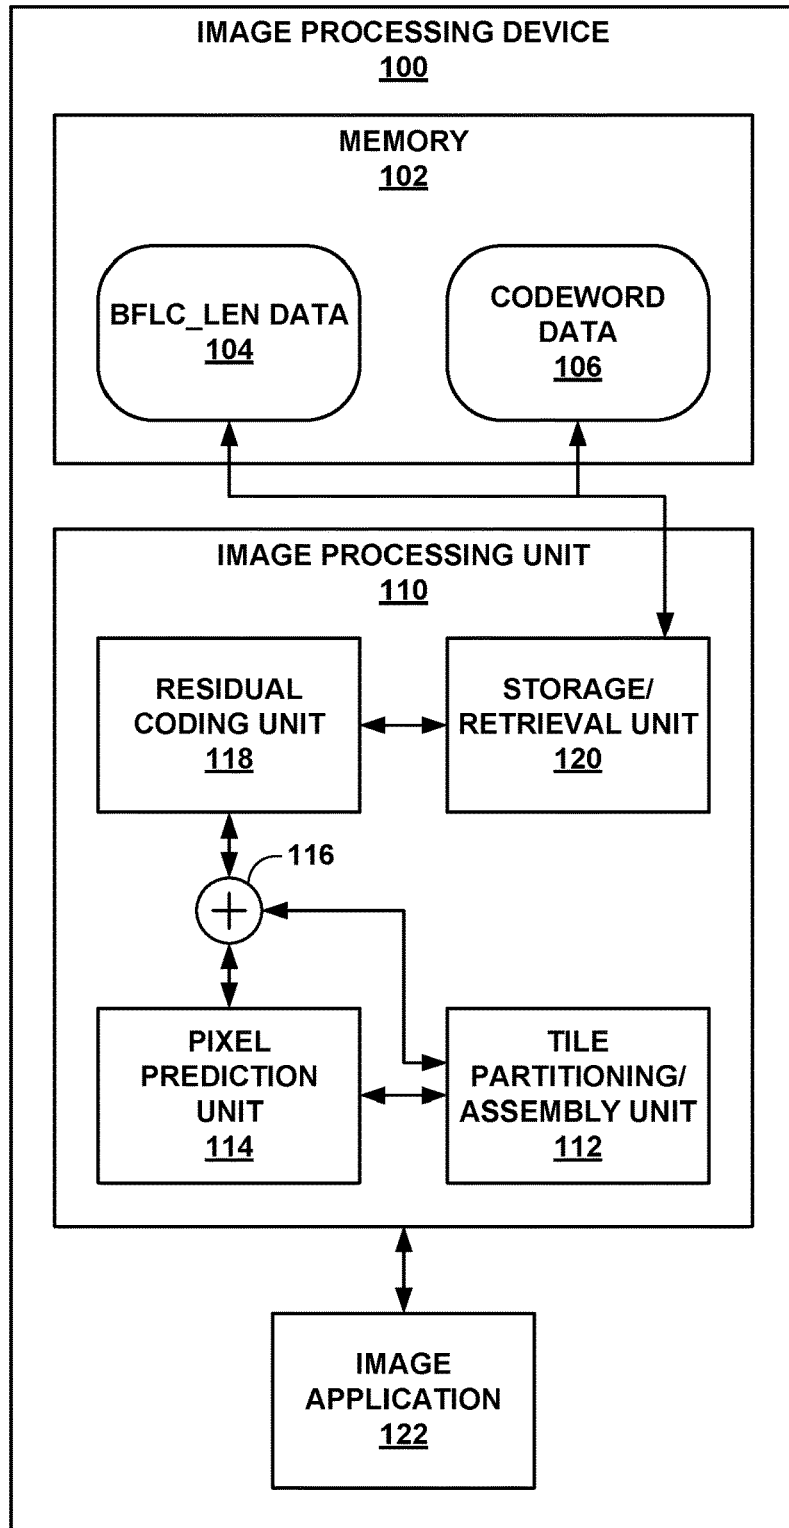 IMAGE PROCESSING DEVICE
100
MEMORY
102
BFLC_LEN DATA
104
CODEWORD
DATA
106
IMAGE PROCESSING UNIT
110
RESIDUAL
CODING UNIT
118
STORAGE/
RETRIEVAL UNIT
120
116
PIXEL
PREDICTION
UNIT
114
TILE
PARTITIONING/
ASSEMBLY UNIT
112
IMAGE
APPLICATION
122